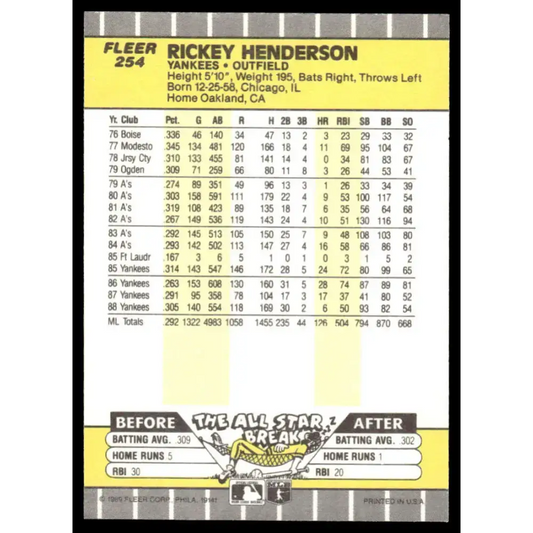 FLEER
254
RICKEY HENDERSON
YANKEES • OUTFIELD
Height 5'10", Weight 195, Bats Right, Throws Left
Born 12-25-58, Chicago, IL
Home Oakland, CA
Yr. Club Pct. G AB R H 2B 3B HR RBI SB BB SO
76 Boise .336 46 140 34 47 13 2 3 23 29 33 32
77 Modesto .345 134 481 120 166 18 4 11 69 95 104 67
78 Jrsy Cty .310 133 455 81 141 14 4 0 34 81 83 67
79 Ogden .309 71 259 66 80 11 8 3 26 44 53 41
79 A's .274 89 351 49 96 13 3 1 26 33 34 39
80 A's .303 158 591 111 179 22 4 9 53 100 117 54
81 A's .319 108 423 89 135 18 7 6 35 56 64 68
82 A's .267 149 536 119 143 24 4 10 51 130 116 94
83 A's .292 145 513 105 150 25 7 9 48 108 103 80
84 A's .293 142 502 113 147 27 4 16 58 66 86 81
85 Ft Laudr .167 3 6 5 1 0 1 0 3 1 5 2
85 Yankees .314 143 547 146 172 28 5 24 72 80 99 65
86 Yankees .263 153 608 130 160 31 5 28 74 87 89 81
87 Yankees .291 95 358 78 104 17 3 17 37 41 80 52
88 Yankees .305 140 554 118 169 30 2 6 50 93 82 54
ML Totals .292 1322 4983 1058 1455 235 44 126 504 794 870 668
BEFORE THE ALL STAR BREAK AFTER
BATTING AVG. .309 BATTING AVG. .302
HOME RUNS 5 HOME RUNS 1
RBI 30 RBI 20
© 1989 FLEER CORP., PHILA. 19141 PRINTED IN U.S.A.